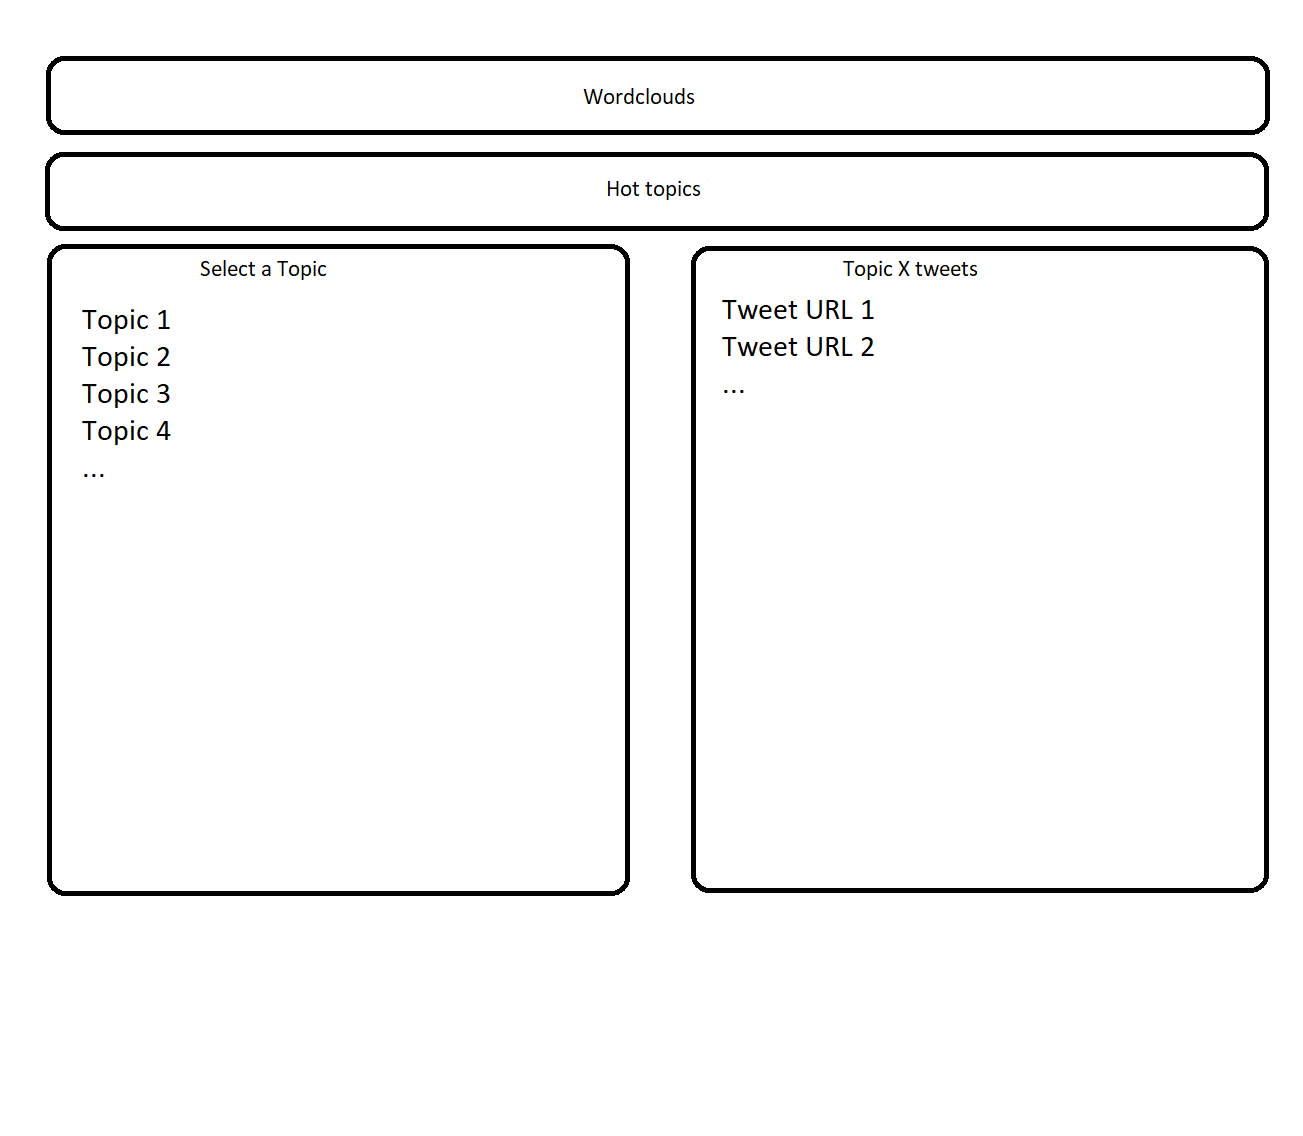 Wordclouds
Hot topics
Select a Topic
Topic 1
Topic 2
Topic 3
Topic 4
...
Topic X tweets
Tweet URL 1
Tweet URL 2
...